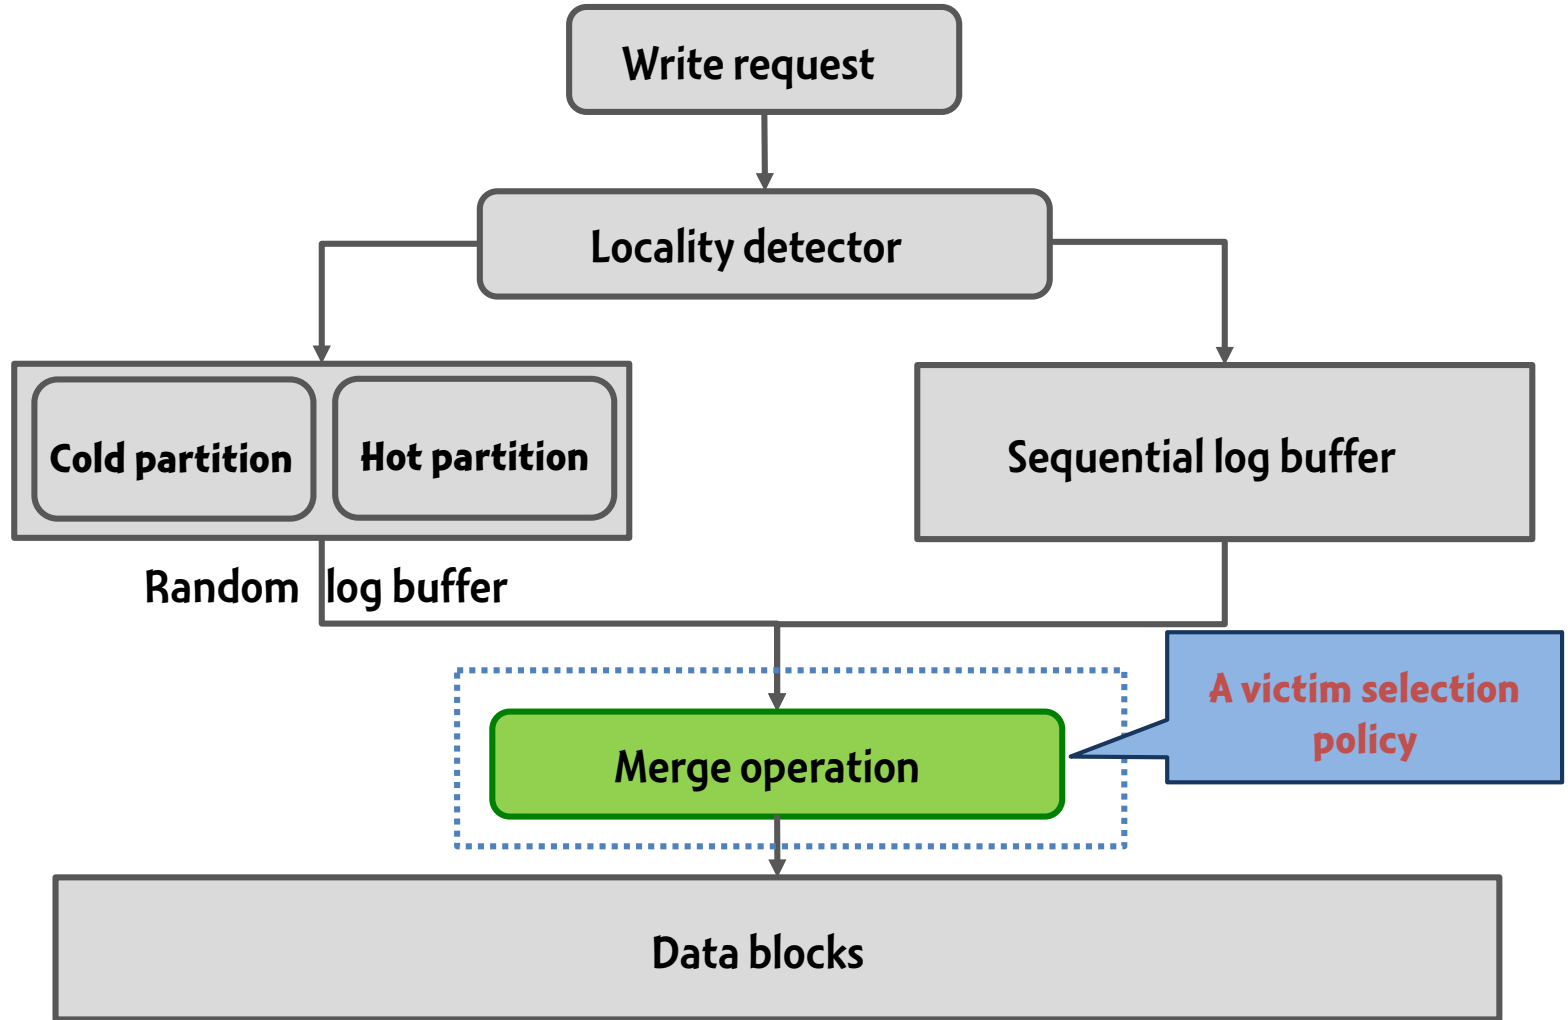 Write request
Locality detector
Cold partition
Hot partition
Sequential log buffer
Random log buffer
A victim selection
policy
Merge operation
Data blocks